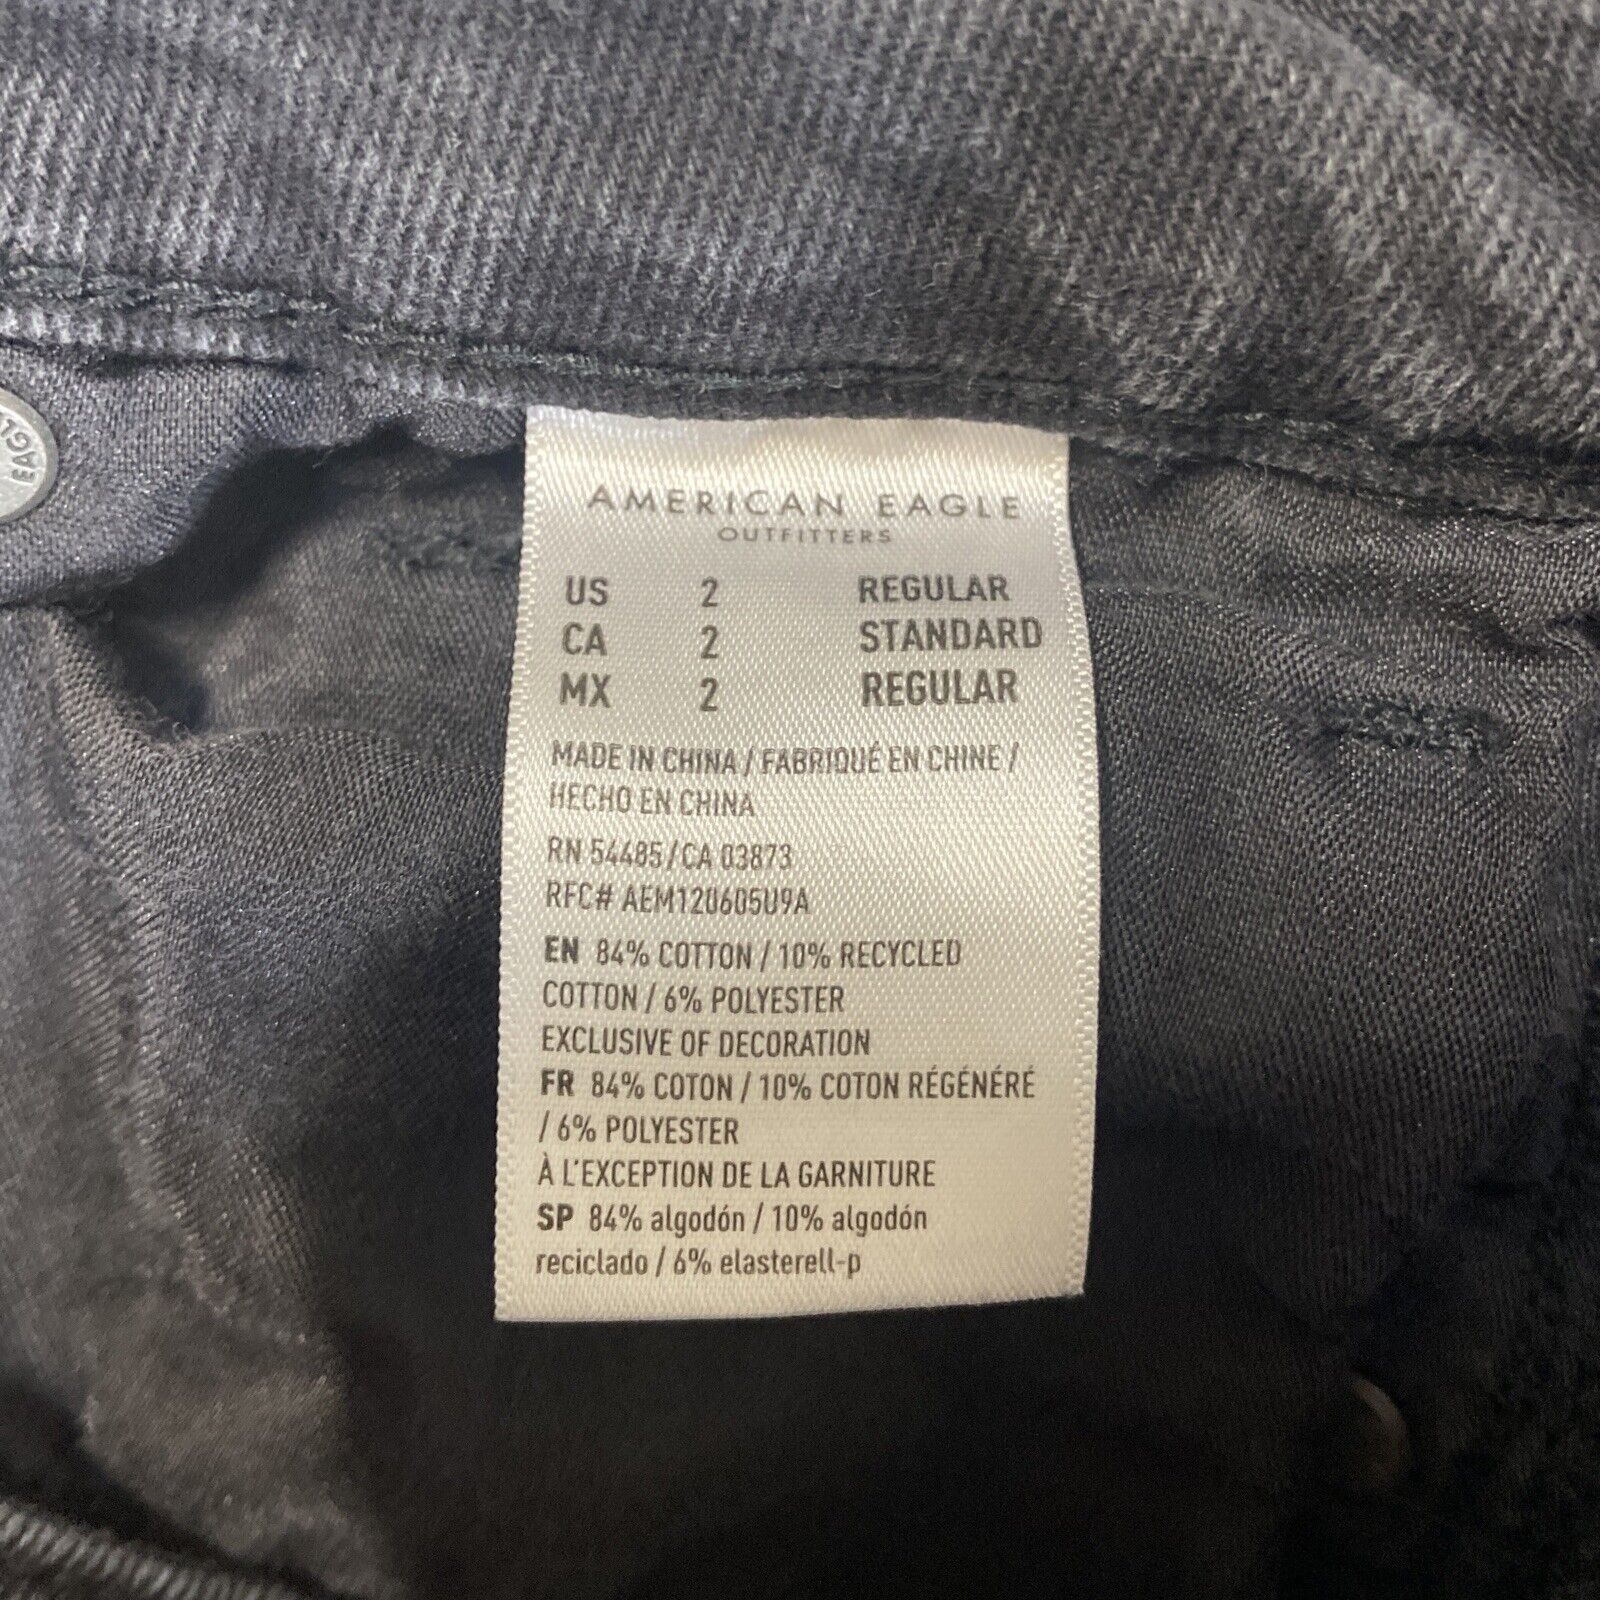 AMERICAN EAGLE
OUTFITTERS
US 2 REGULAR
CA 2 STANDARD
MX 2 REGULAR
MADE IN CHINA / FABRIQUÉ EN CHINE /
HECHO EN CHINA
RN 54485/CA 03873
RFC# AEM120605U9A
EN 84% COTTON / 10% RECYCLED
COTTON / 6% POLYESTER
EXCLUSIVE OF DECORATION
FR 84% COTON / 10% COTON RÉGÉNÉRÉ
/ 6% POLYESTER
À L'EXCEPTION DE LA GARNITURE
SP 84% algodón / 10% algodón
reciclado / 6% elasterell-p